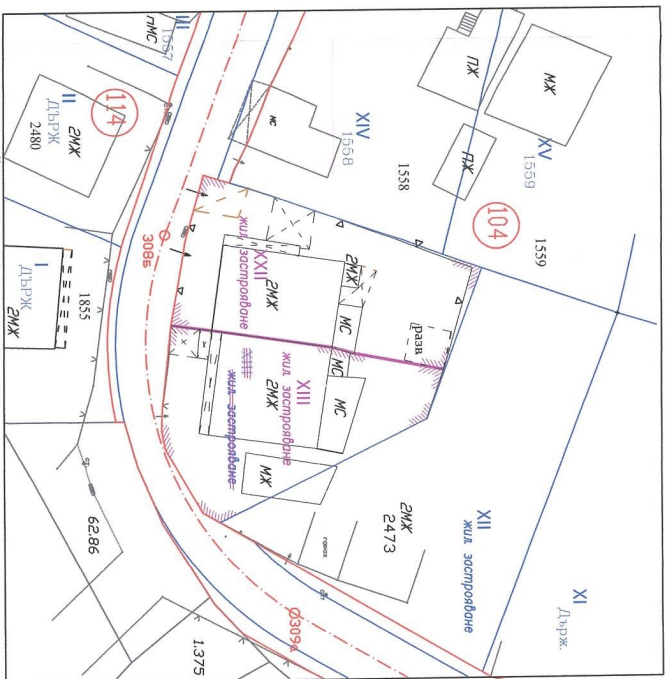 III
1557
ПМС
II
ДЪРЖ
2480
2МЖ
114
I
ДЪРЖ
1855
2МЖ
308б
МС
XIV
1558
1558
ПЖ
МЖ
XV
1559
ПЖ
104
1559
XXII
жил. застрояване
2МЖ
2МЖ
МС
разв
XIII
жил. застрояване
2МЖ
жил. застрояване
МС
МС
МЖ
2МЖ
2473
гараж
XII
жил. застрояване
XI
Държ.
309а
62.86
1.375